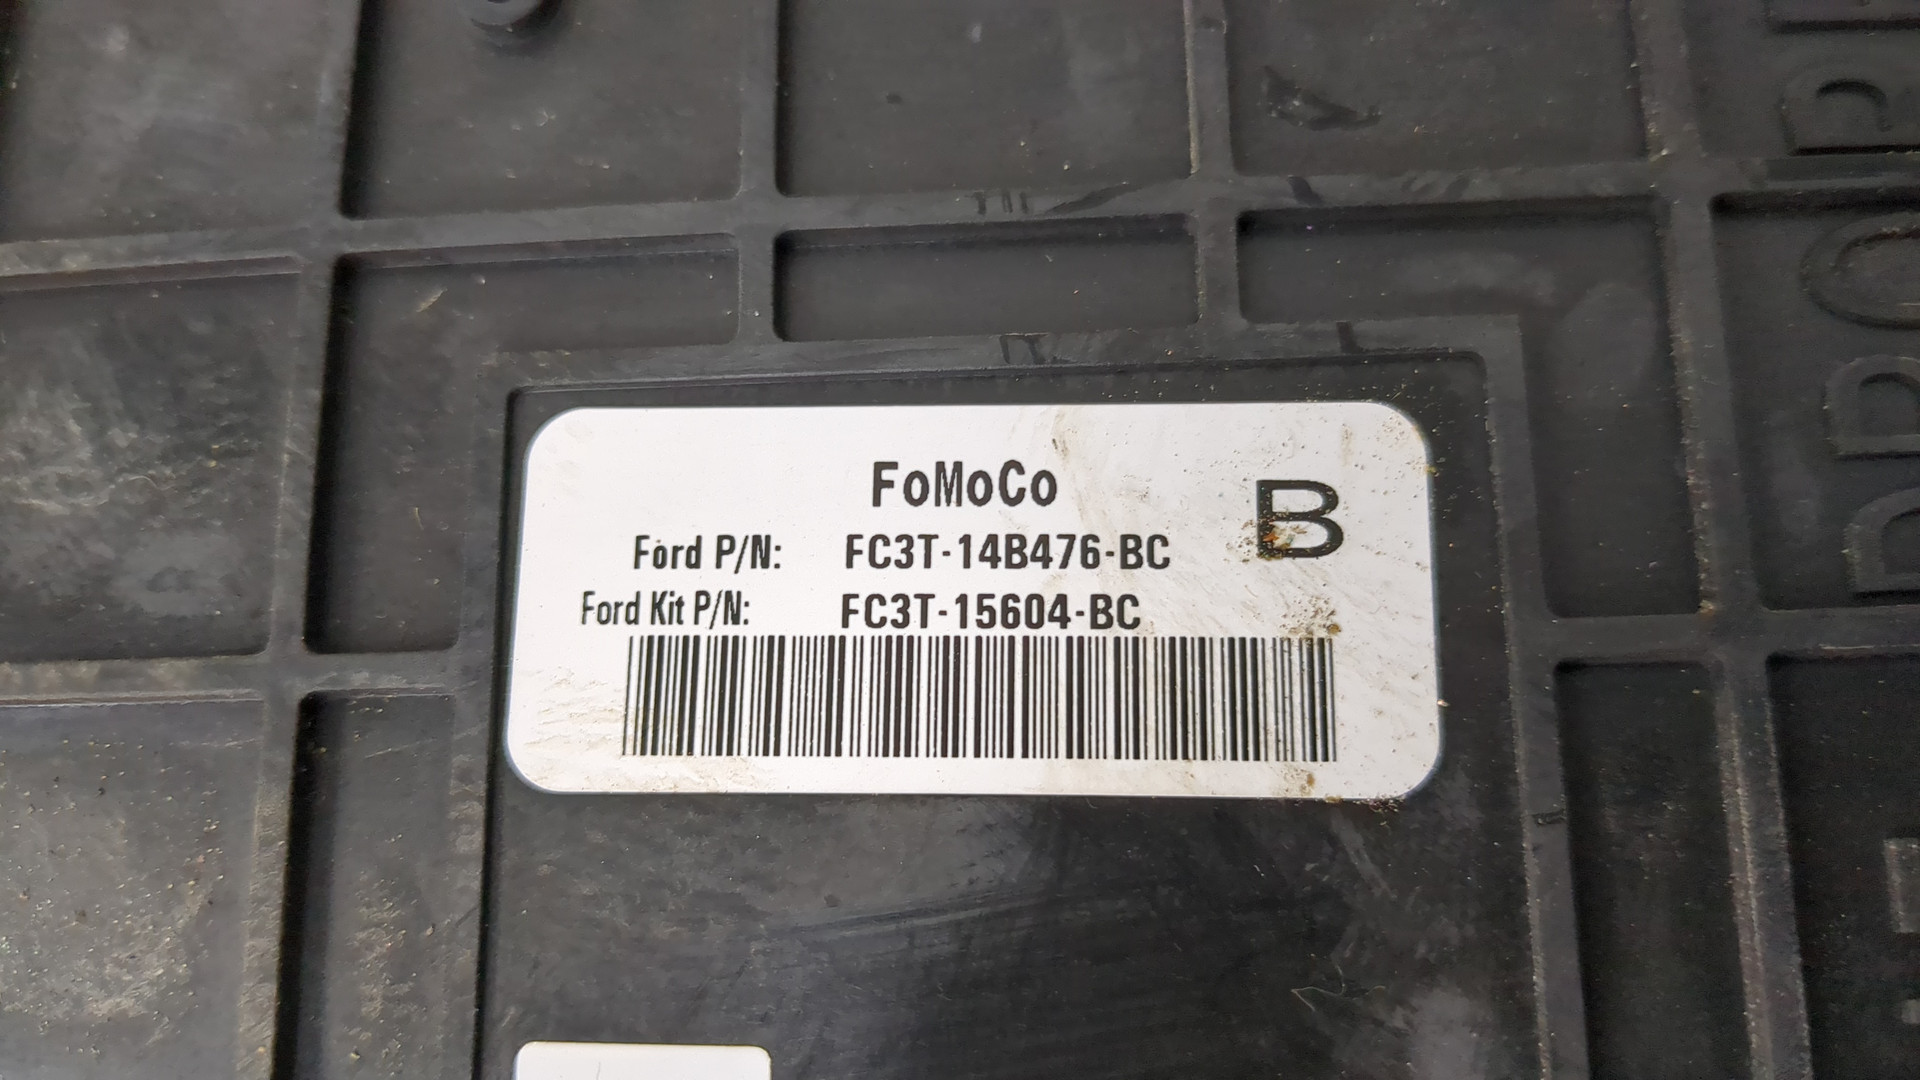 FoMoCo
B
Ford P/N: FC3T-14B476-BC
Ford Kit P/N: FC3T-15604-BC